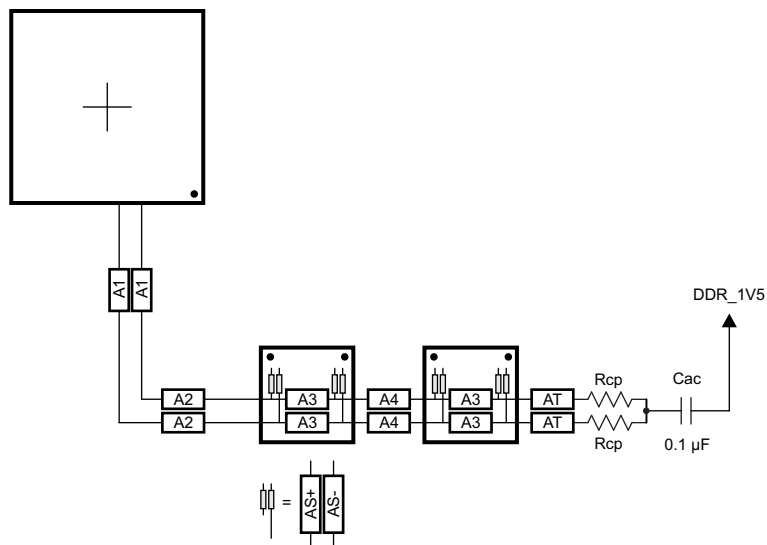 A1 A1
DDR_1V5
Rcp Cac
A2 A3 A4 A3 AT
A2 A3 A4 A3 AT
Rcp 0.1 µF
= AS+ AS-